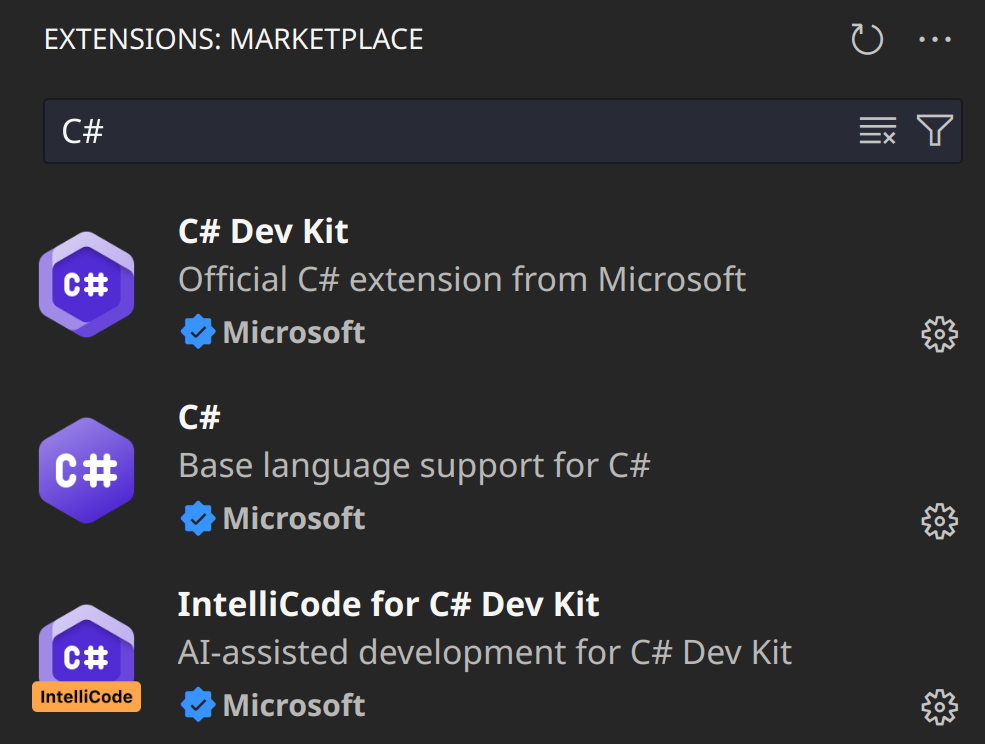 EXTENSIONS: MARKETPLACE
C#
C# Dev Kit
C#
Official C# extension from Microsoft
Microsoft
C#
C#
Base language support for C#
Microsoft
IntelliCode for C# Dev Kit
C#
AI-assisted development for C# Dev Kit
IntelliCode
Microsoft